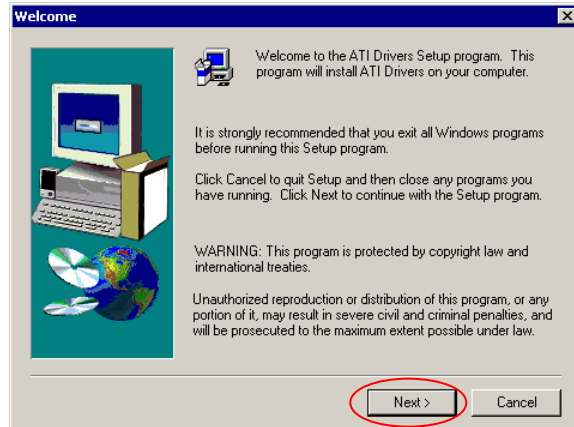 Welcome
Welcome to the ATI Drivers Setup program. This
program will install ATI Drivers on your computer.
It is strongly recommended that you exit all Windows programs
before running this Setup program.
Click Cancel to quit Setup and then close any programs you
have running. Click Next to continue with the Setup program.
WARNING: This program is protected by copyright law and
international treaties.
Unauthorized reproduction or distribution of this program, or any
portion of it, may result in severe civil and criminal penalties, and
will be prosecuted to the maximum extent possible under law.
Next >
Cancel